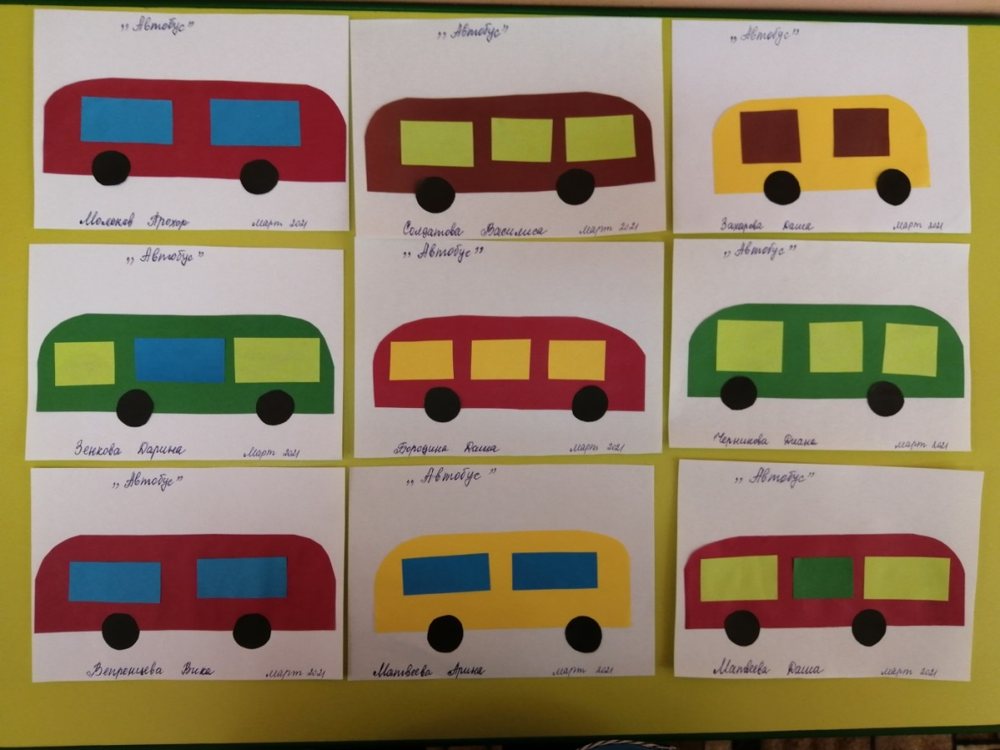 „Автобус”
Молоков Прохор март 2021
„Автобус”
Солдатова Василиса март 2021
„Автобус”
Захарова Даша март 2021
„Автобус”
Зенкова Дарина март 2021
„Автобус”
Бородина Даша март 2021
„Автобус”
Черникова Диана март 2021
„Автобус”
Вепренцева Вика март 2021
„Автобус”
Матвеева Арина март 2021
„Автобус”
Матвеева Даша март 2021